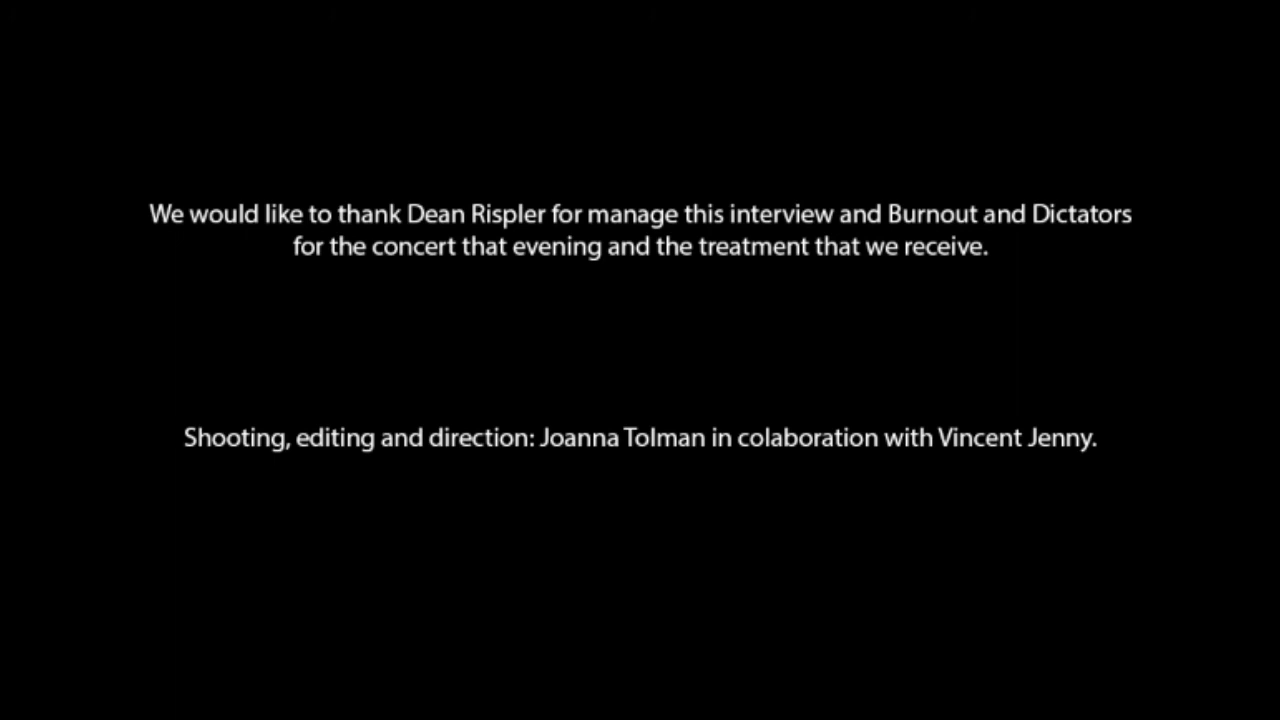 We would like to thank Dean Rispler for manage this interview and Burnout and Dictators
for the concert that evening and the treatment that we receive.
Shooting, editing and direction: Joanna Tolman in colaboration with Vincent Jenny.